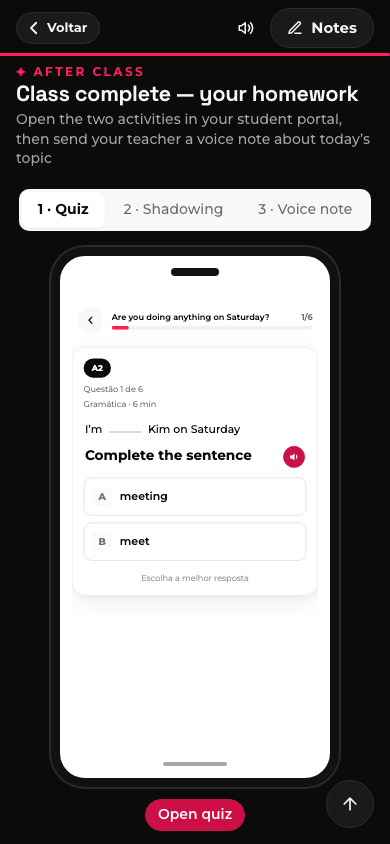 Voltar
Notes
AFTER CLASS
Class complete — your homework
Open the two activities in your student portal,
then send your teacher a voice note about today's
topic
1 · Quiz
2 · Shadowing
3 · Voice note
Are you doing anything on Saturday?
1/6
A2
Questão 1 de 6
Gramática · 6 min
I'm ____ Kim on Saturday
Complete the sentence
A meeting
B meet
Escolha a melhor resposta
Open quiz